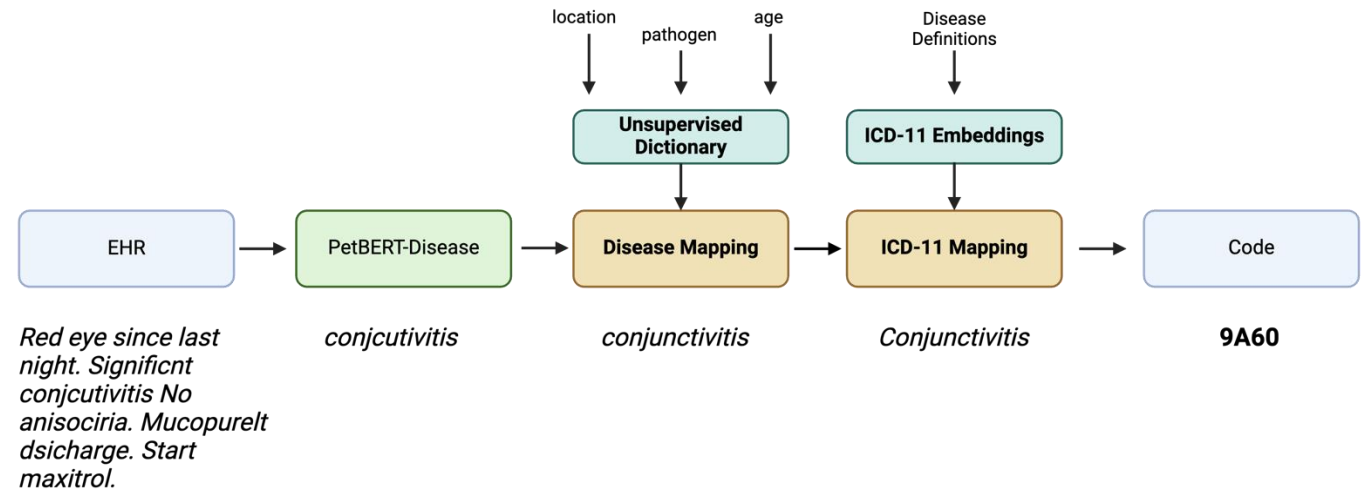 location
pathogen
age
Disease
Definitions
Unsupervised
Dictionary
ICD-11 Embeddings
EHR
PetBERT-Disease
Disease Mapping
ICD-11 Mapping
Code
Red eye since last
night. Significnt
conjcutivitis No
anisociria. Mucopurelt
dsicharge. Start
maxitrol.
conjcutivitis
conjunctivitis
Conjunctivitis
9A60